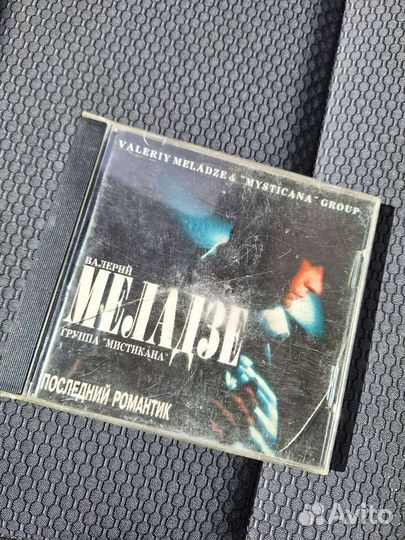 VALERIY MELADZE & "MYSTICANA" GROUP
ВАЛЕРИЙ
МЕЛАДЗЕ
ГРУППА "МИСТИКАНА"
ПОСЛЕДНИЙ РОМАНТИК
Avito